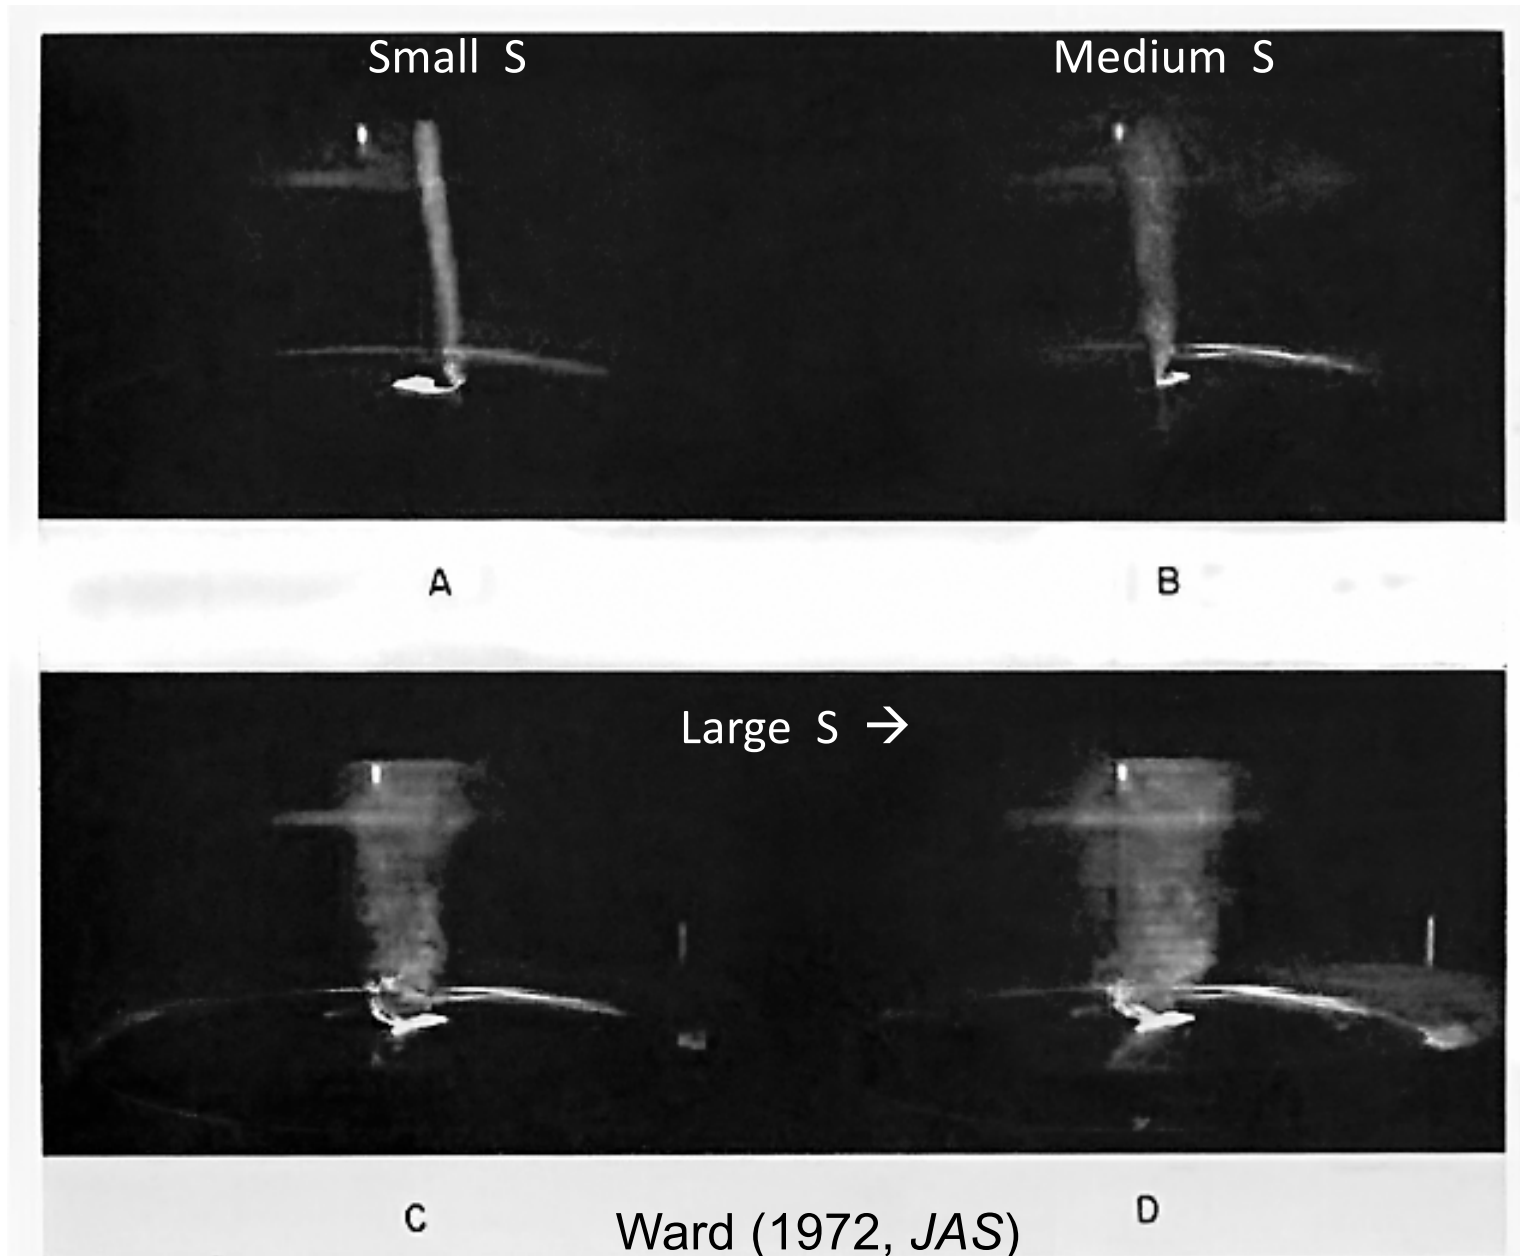 Small S
Medium S
A
B
Large S →
C
D
Ward (1972, JAS)